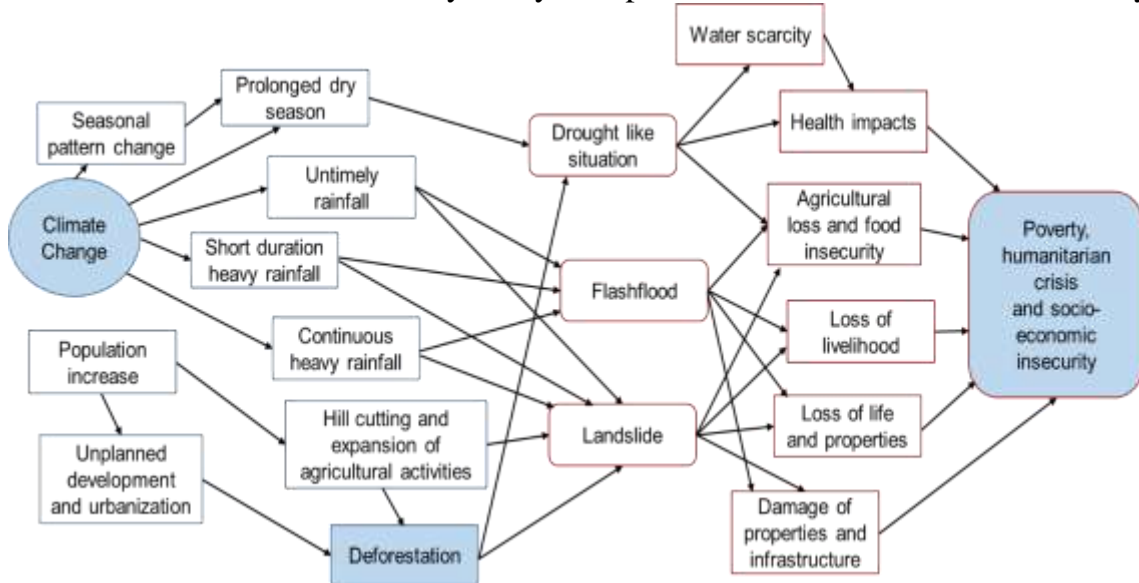 Water scarcity
Prolonged dry
season
Seasonal
pattern change
Health impacts
Drought like
situation
Untimely
rainfall
Climate
Change
Agricultural
loss and food
insecurity
Poverty,
humanitarian
crisis
and socio-
economic
insecurity
Short duration
heavy rainfall
Flashflood
Loss of
livelihood
Continuous
heavy rainfall
Population
increase
Hill cutting and
expansion of
agricultural activities
Landslide
Loss of life
and properties
Unplanned
development
and urbanization
Damage of
properties and
infrastructure
Deforestation